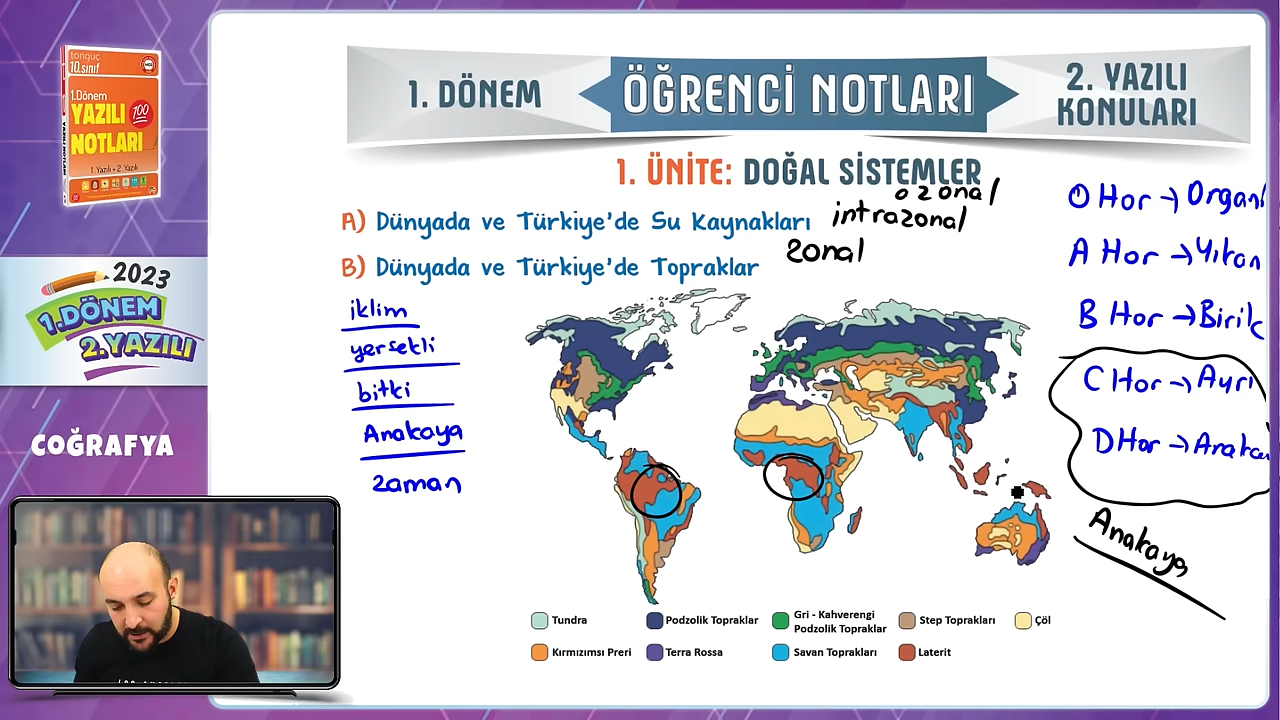 tonguç
10.sınıf
1.Dönem
YAZILI
100
NOTLARI
1. Yazılı + 2. Yazılı
YAZILI NOTLARI
2023
1.DÖNEM
2.YAZILI
COĞRAFYA
1. DÖNEM
ÖĞRENCİ NOTLARI
2. YAZILI
KONULARI
1. ÜNİTE: DOĞAL SİSTEMLER
ozonal
A) Dünyada ve Türkiye'de Su Kaynakları
intrazonal
zonal
B) Dünyada ve Türkiye'de Topraklar
iklim
yersekli
bitki
Anakaya
zaman
O Hor → Organi
A Hor → Yıkan
B Hor → Birik
C Hor → Ayrı
D Hor → Anaka
Anakaya
Tundra
Podzolik Topraklar
Gri - Kahverengi
Podzolik Topraklar
Step Toprakları
Çöl
Kırmızımsı Preri
Terra Rossa
Savan Toprakları
Laterit